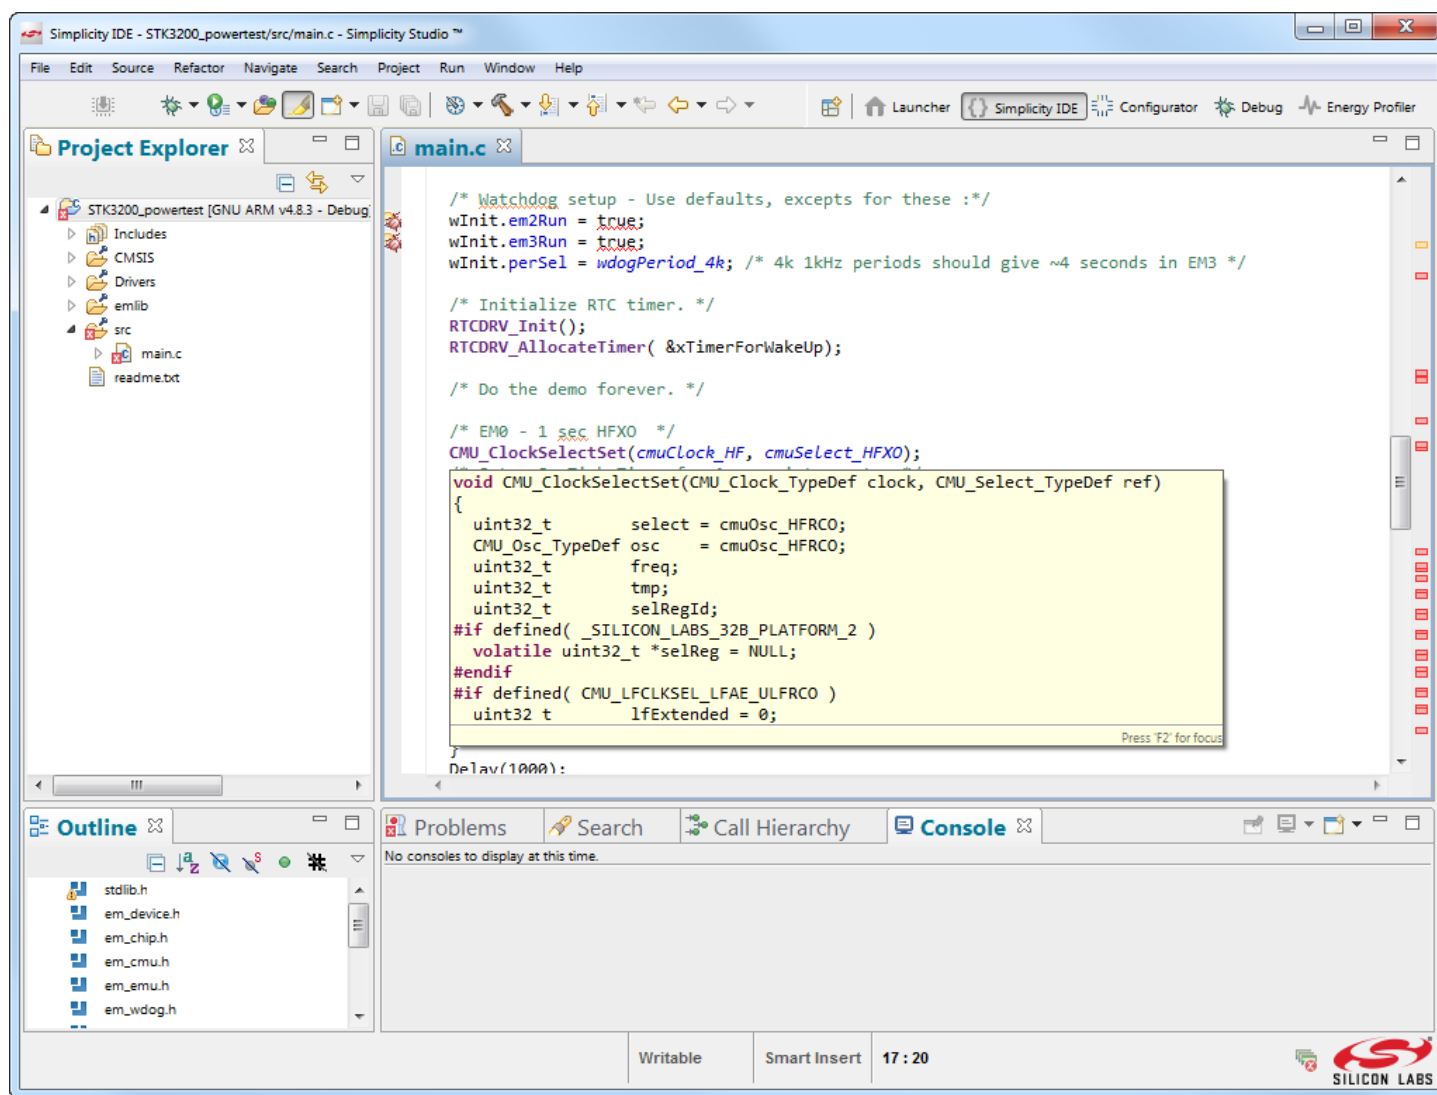 Simplicity IDE - STK3200_powertest/src/main.c - Simplicity Studio ™
File Edit Source Refactor Navigate Search Project Run Window Help
Launcher {} Simplicity IDE Configurator Debug Energy Profiler
Project Explorer
STK3200_powertest [GNU ARM v4.8.3 - Debug]
Includes
CMSIS
Drivers
emlib
src
main.c
readme.txt
main.c
/* Watchdog setup - Use defaults, excepts for these :*/
wInit.em2Run = true;
wInit.em3Run = true;
wInit.perSel = wdogPeriod_4k; /* 4k 1kHz periods should give ~4 seconds in EM3 */
/* Initialize RTC timer. */
RTCDRV_Init();
RTCDRV_AllocateTimer( &xTimerForWakeUp);
/* Do the demo forever. */
/* EM0 - 1 sec HFXO  */
CMU_ClockSelectSet(cmuClock_HF, cmuSelect_HFXO);
void CMU_ClockSelectSet(CMU_Clock_TypeDef clock, CMU_Select_TypeDef ref)
{
uint32_t        select = cmuOsc_HFRCO;
CMU_Osc_TypeDef osc    = cmuOsc_HFRCO;
uint32_t        freq;
uint32_t        tmp;
uint32_t        selRegId;
#if defined( _SILICON_LABS_32B_PLATFORM_2 )
volatile uint32_t *selReg = NULL;
#endif
#if defined( CMU_LFCLKSEL_LFAE_ULFRCO )
uint32_t        lfExtended = 0;
Press 'F2' for focus
}
Delay(1000);
Outline
stdlib.h
em_device.h
em_chip.h
em_cmu.h
em_emu.h
em_wdog.h
Problems Search Call Hierarchy Console
No consoles to display at this time.
Writable Smart Insert 17 : 20
SILICON LABS